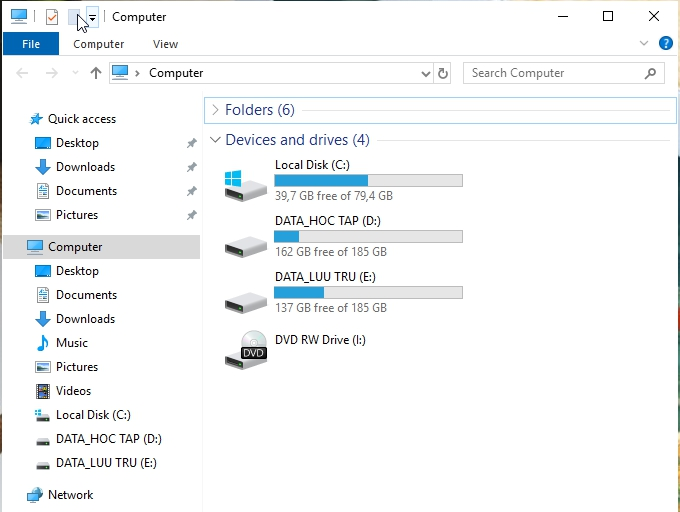 Computer
File
Computer
View
Computer
Search Computer
Quick access
Desktop
Downloads
Documents
Pictures
Computer
Desktop
Documents
Downloads
Music
Pictures
Videos
Local Disk (C:)
DATA_HOC TAP (D:)
DATA_LUU TRU (E:)
Network
Folders (6)
Devices and drives (4)
Local Disk (C:)
39,7 GB free of 79,4 GB
DATA_HOC TAP (D:)
162 GB free of 185 GB
DATA_LUU TRU (E:)
137 GB free of 185 GB
DVD RW Drive (I:)
DVD